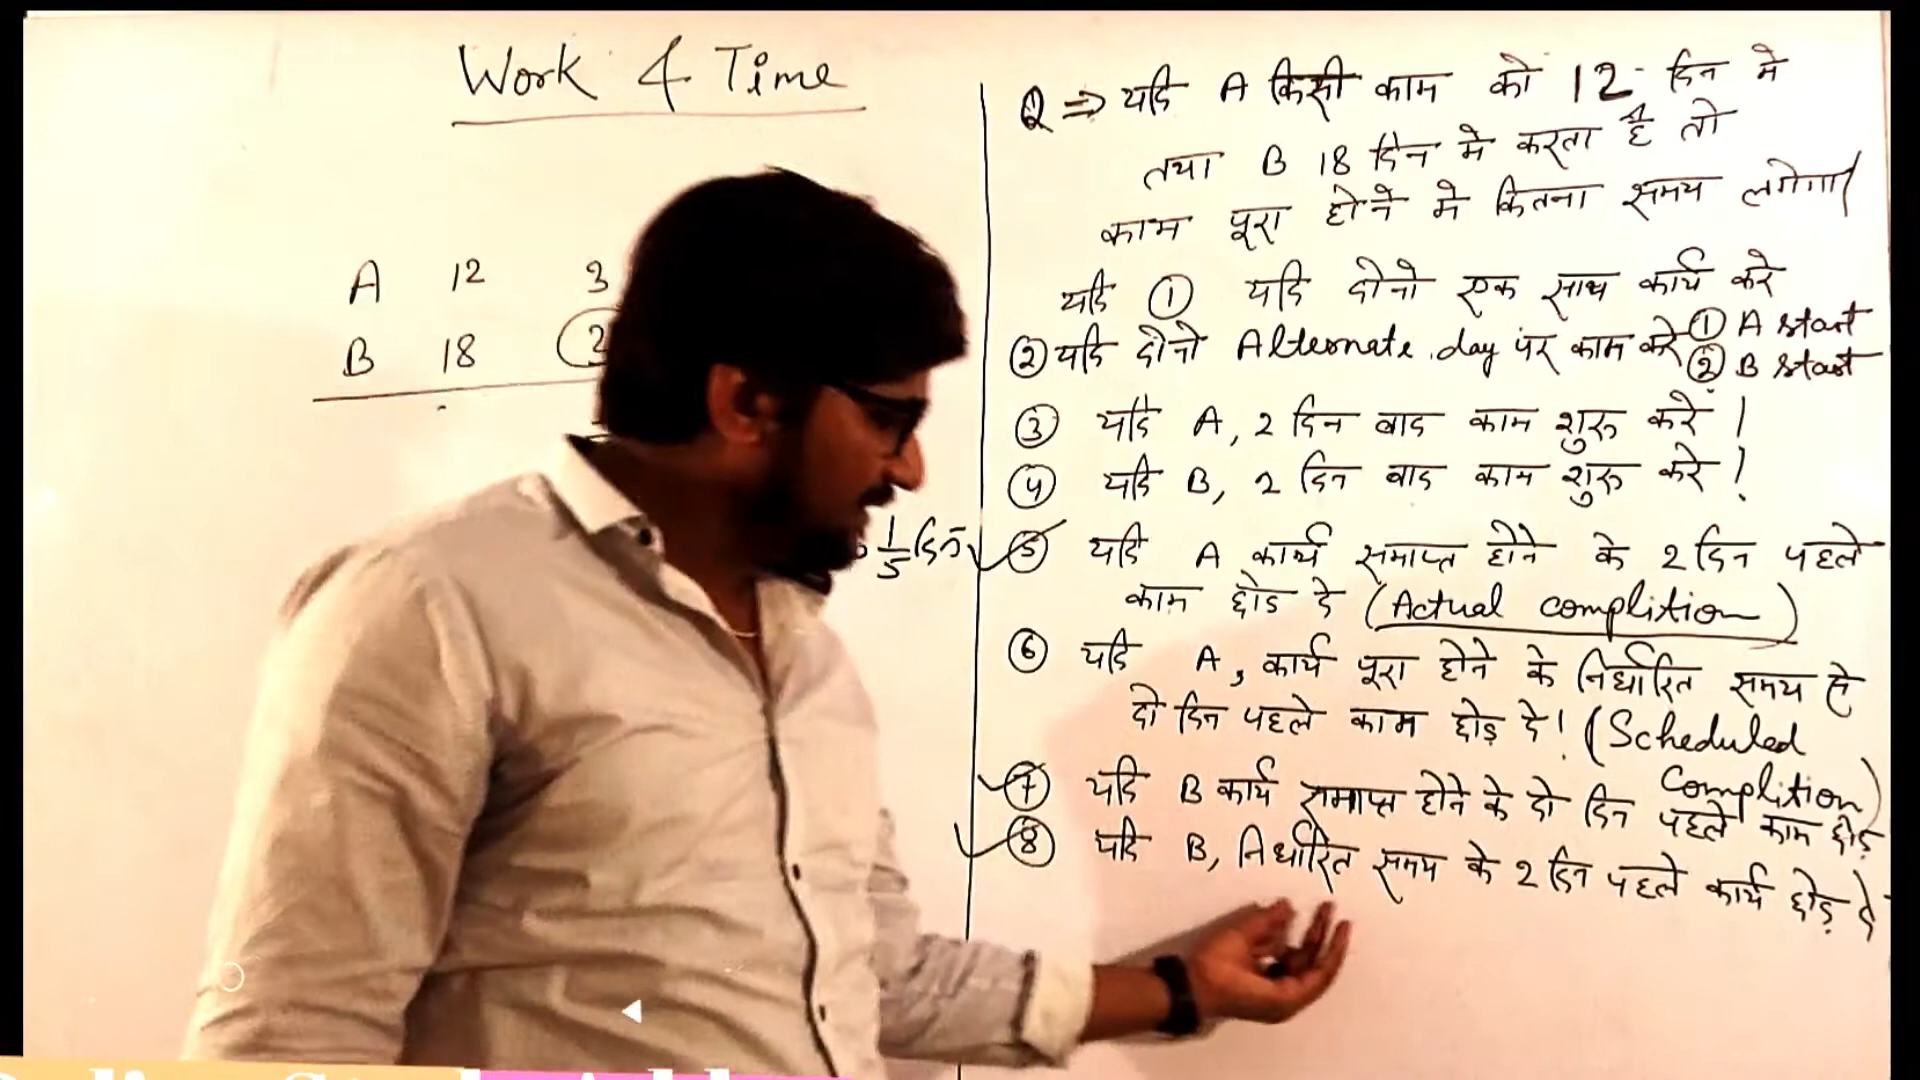 Work & Time
A 12 3
B 18 2
1/5 दिन
Q ⇒ यदि A किसी काम को 12 दिन मे
तथा B 18 दिन मे करता है तो
काम पूरा होने मे कितना समय लगेगा
यदि ① यदि दोनो एक साथ कार्य करे
② यदि दोनो Alternate day पर काम करे ① A start
② B start
③ यदि A, 2 दिन बाद काम शुरू करें।
④ यदि B, 2 दिन बाद काम शुरू करे।
⑤ यदि A कार्य समाप्त होने के 2 दिन पहले
काम छोड दे (Actual complition)
⑥ यदि A, कार्य पूरा होने के निर्धारित समय से
दो दिन पहले काम छोड़ दे। (Scheduled
Complition)
⑦ यदि B कार्य समाप्त होने के दो दिन पहले काम छोड़
⑧ यदि B, निर्धारित समय के 2 दिन पहले कार्य छोड़ दे